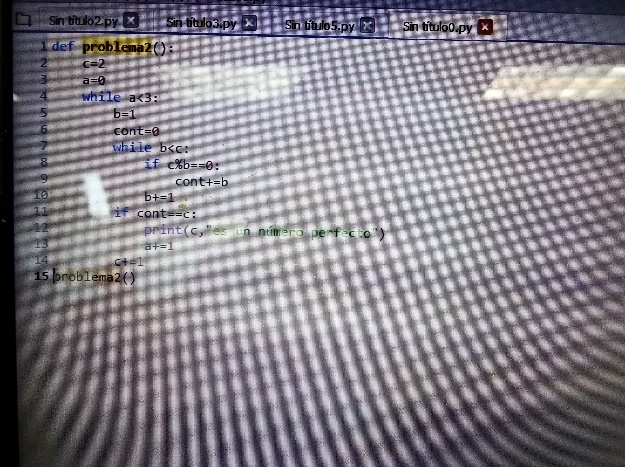 Sin título2.py Sin título3.py Sin título5.py Sin título0.py
1 def problema2():
2     c=2
3     a=0
4     while a<3:
5         b=1
6         cont=0
7         while b<c:
8             if c%b==0:
9                 cont+=b
10             b+=1
11         if cont==c:
12             print(c,"es un número perfecto")
13             a+=1
14         c+=1
15 problema2()